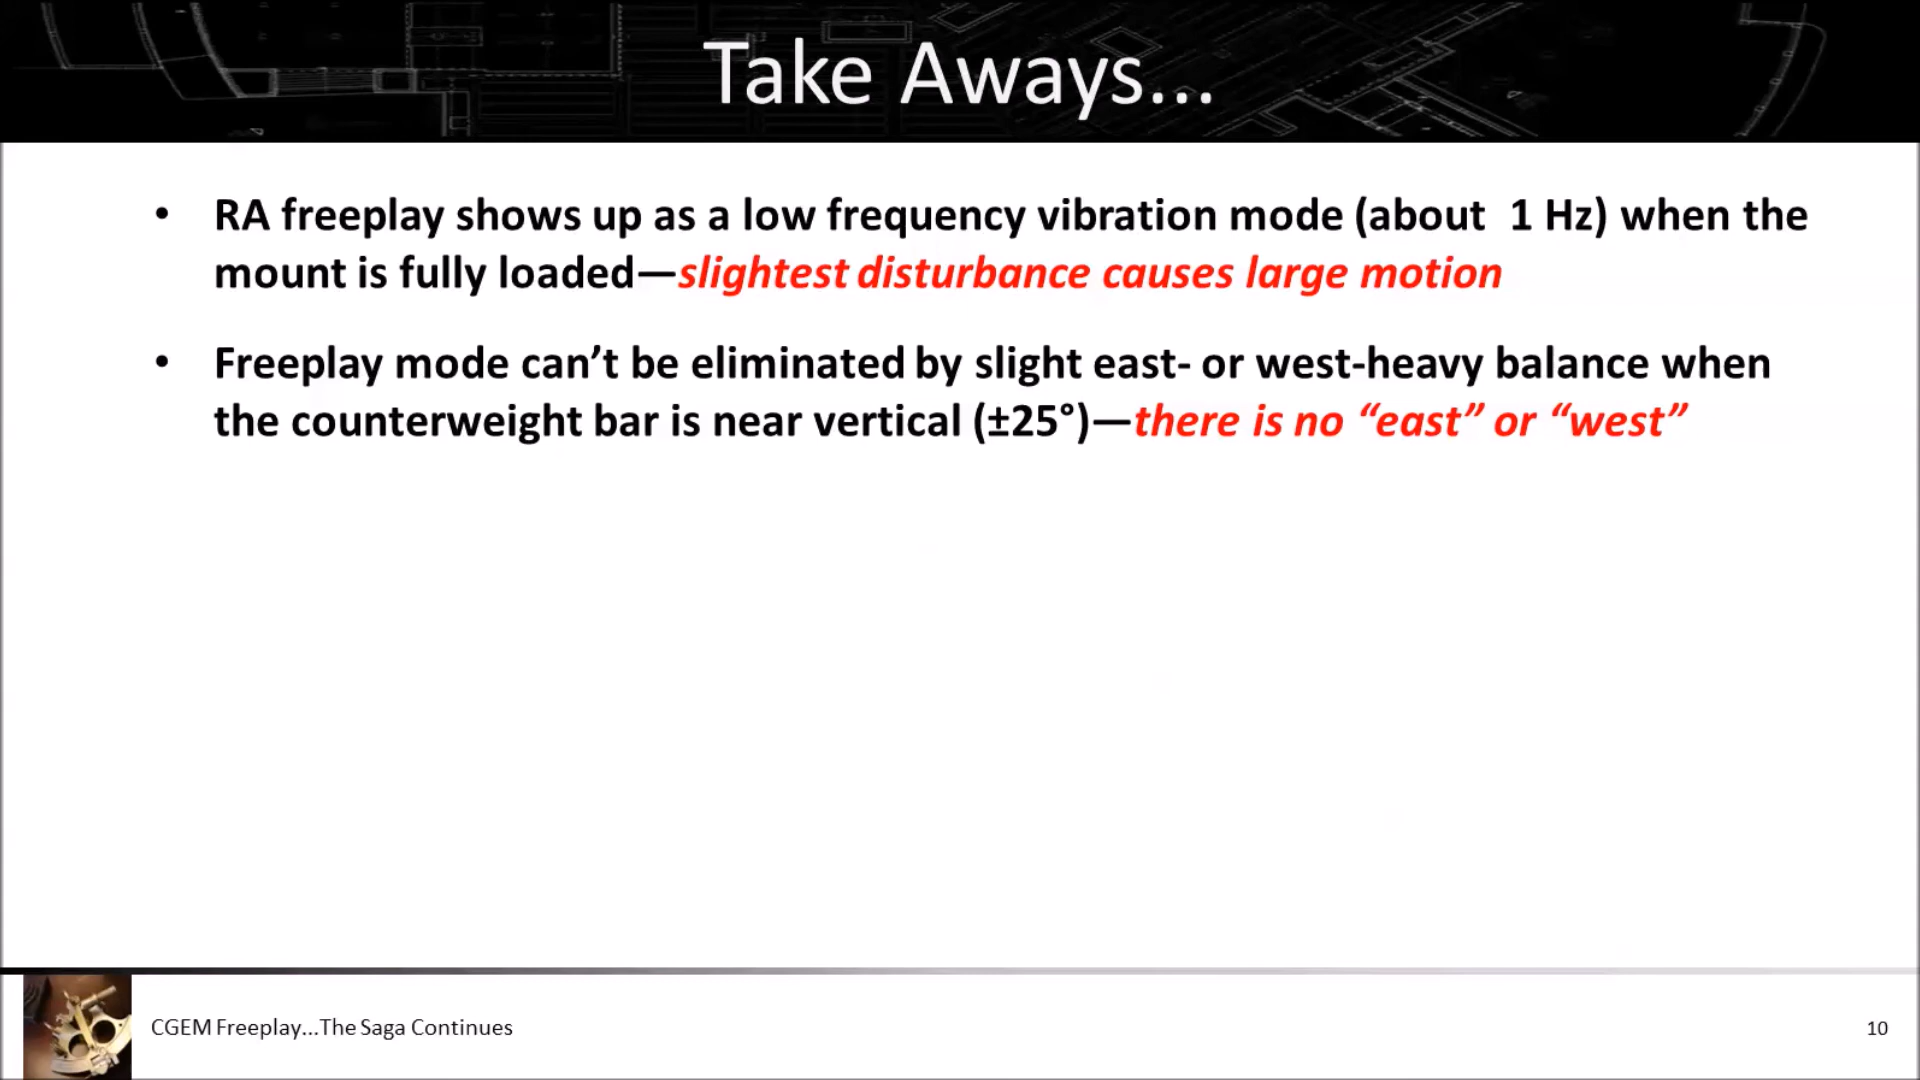 Take Aways...
• RA freeplay shows up as a low frequency vibration mode (about 1 Hz) when the
mount is fully loaded—slightest disturbance causes large motion
• Freeplay mode can’t be eliminated by slight east- or west-heavy balance when
the counterweight bar is near vertical (±25°)—there is no “east” or “west”
CGEM Freeplay...The Saga Continues
10